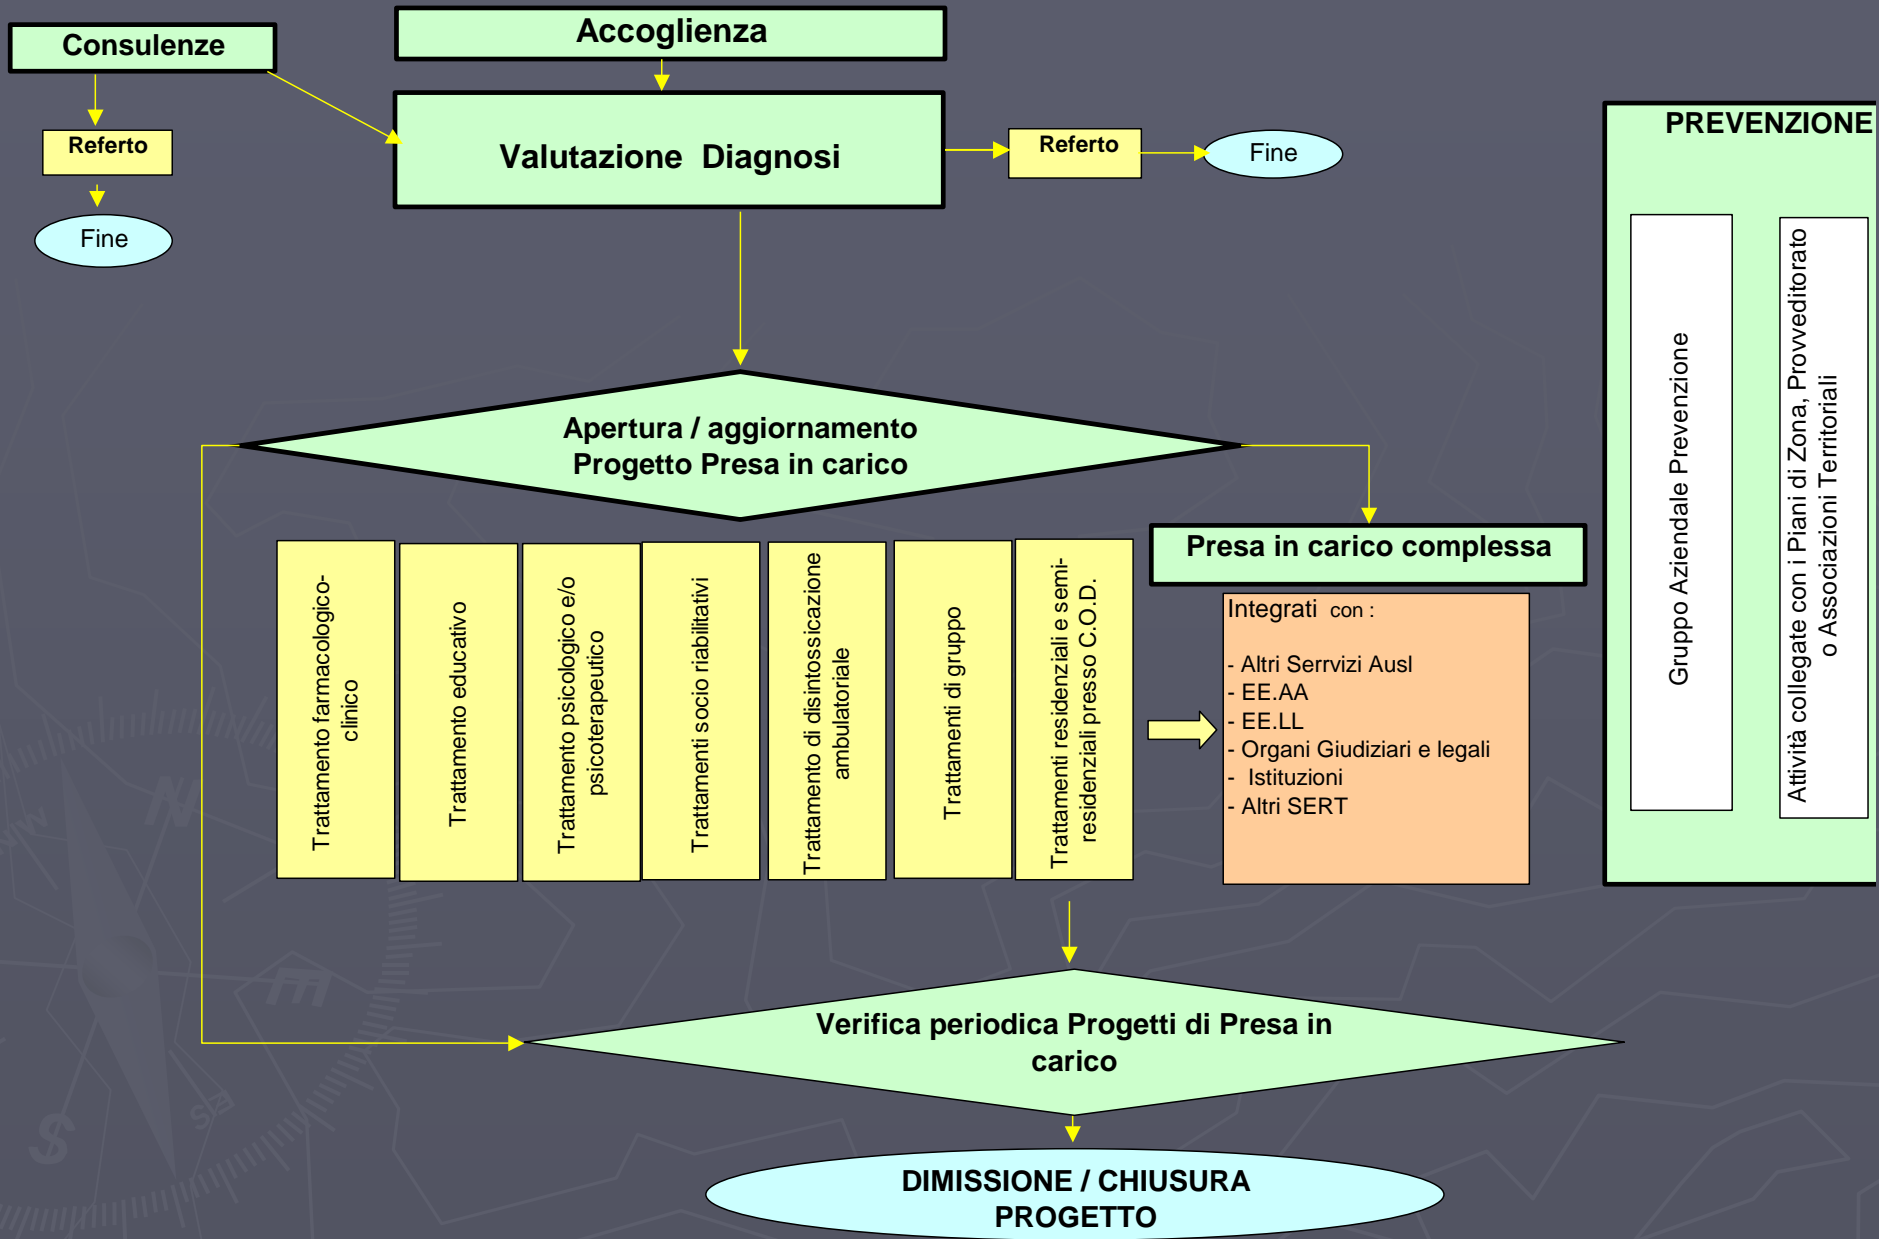 Consulenze
Accoglienza
Referto
Fine
Valutazione Diagnosi
Referto
Fine
PREVENZIONE
Gruppo Aziendale Prevenzione
Attività collegate con i Piani di Zona, Provveditorato
o Associazioni Territoriali
Apertura / aggiornamento
Progetto Presa in carico
Trattamento farmacologico-
clinico
Trattamento educativo
Trattamento psicologico e/o
psicoterapeutico
Trattamenti socio riabilitativi
Trattamento di disintossicazione
ambulatoriale
Trattamenti di gruppo
Trattamenti residenziali e semi-
residenziali presso C.O.D.
Presa in carico complessa
Integrati con :
- Altri Serrvizi Ausl
- EE.AA
- EE.LL
- Organi Giudiziari e legali
- Istituzioni
- Altri SERT
Verifica periodica Progetti di Presa in
carico
DIMISSIONE / CHIUSURA
PROGETTO
N
E
S